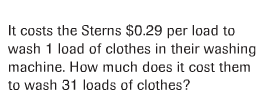 It costs the Sterns $0.29 per load to
wash 1 load of clothes in their washing
machine. How much does it cost them
to wash 31 loads of clothes?